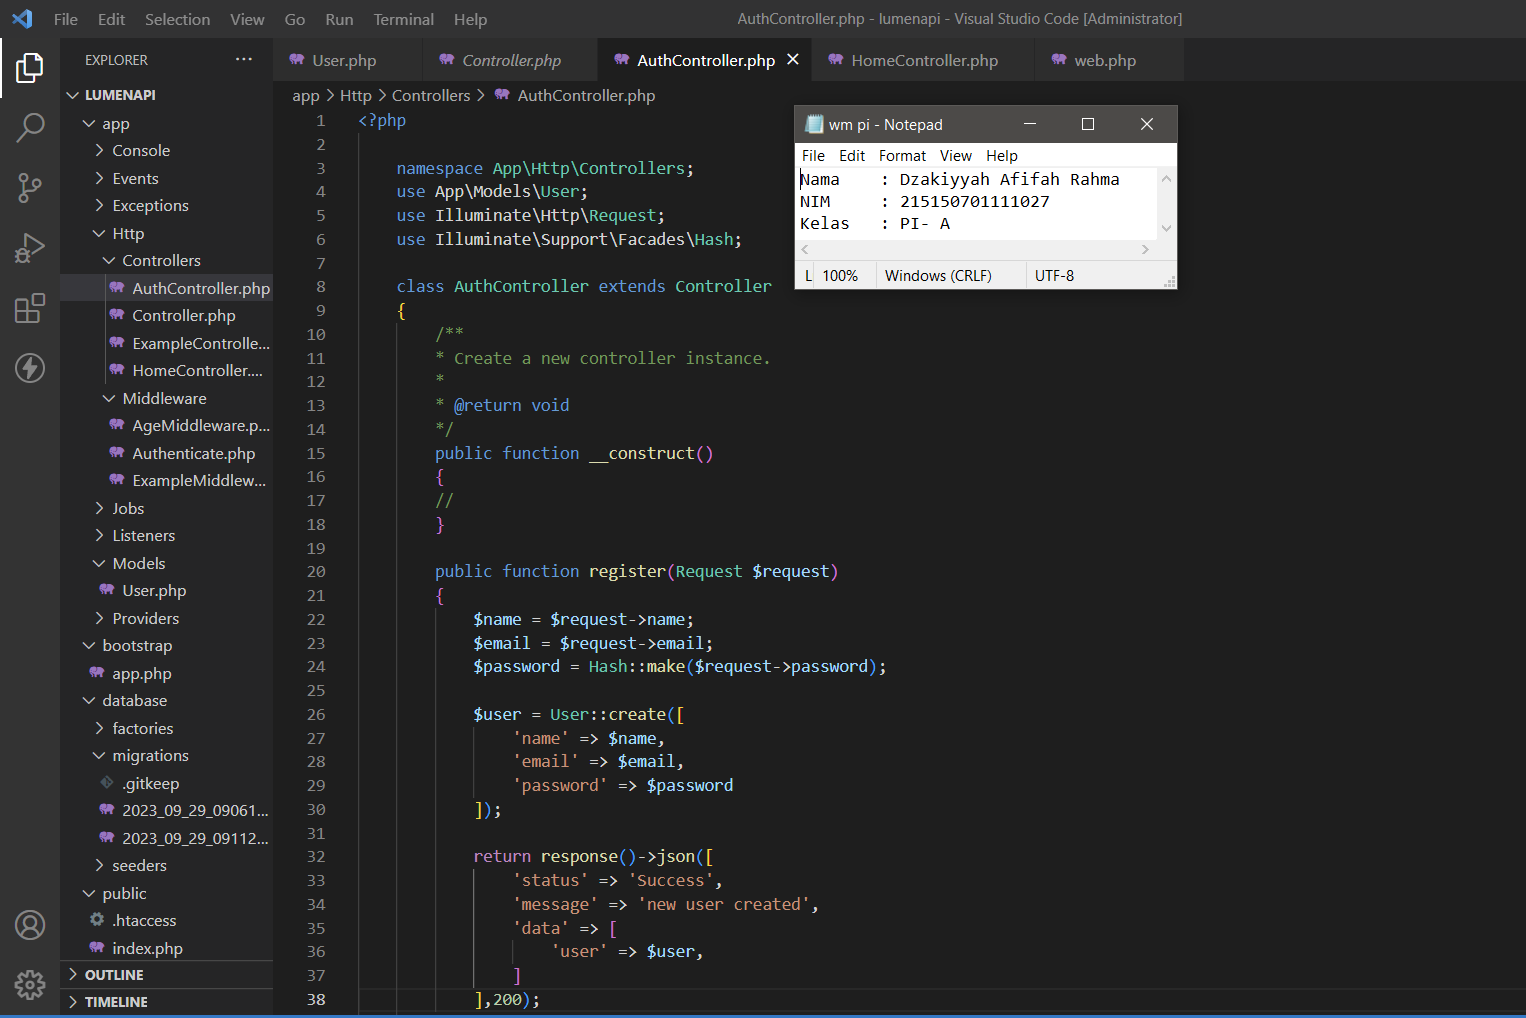 File Edit Selection View Go Run Terminal Help
AuthController.php - lumenapi - Visual Studio Code [Administrator]
EXPLORER ···
LUMENAPI
app
Console
Events
Exceptions
Http
Controllers
AuthController.php
Controller.php
ExampleControlle...
HomeController....
Middleware
AgeMiddleware.p...
Authenticate.php
ExampleMiddlew...
Jobs
Listeners
Models
User.php
Providers
bootstrap
app.php
database
factories
migrations
.gitkeep
2023_09_29_09061...
2023_09_29_09112...
seeders
public
.htaccess
index.php
OUTLINE
TIMELINE
User.php Controller.php AuthController.php HomeController.php web.php
app > Http > Controllers > AuthController.php
1 <?php
2
3 namespace App\Http\Controllers;
4 use App\Models\User;
5 use Illuminate\Http\Request;
6 use Illuminate\Support\Facades\Hash;
7
8 class AuthController extends Controller
9 {
10 /**
11 * Create a new controller instance.
12 *
13 * @return void
14 */
15 public function __construct()
16 {
17 //
18 }
19
20 public function register(Request $request)
21 {
22 $name = $request->name;
23 $email = $request->email;
24 $password = Hash::make($request->password);
25
26 $user = User::create([
27 'name' => $name,
28 'email' => $email,
29 'password' => $password
30 ]);
31
32 return response()->json([
33 'status' => 'Success',
34 'message' => 'new user created',
35 'data' => [
36 'user' => $user,
37 ]
38 ],200);
wm pi - Notepad
File Edit Format View Help
Nama : Dzakiyyah Afifah Rahma
NIM : 215150701111027
Kelas : PI- A
L 100% Windows (CRLF) UTF-8